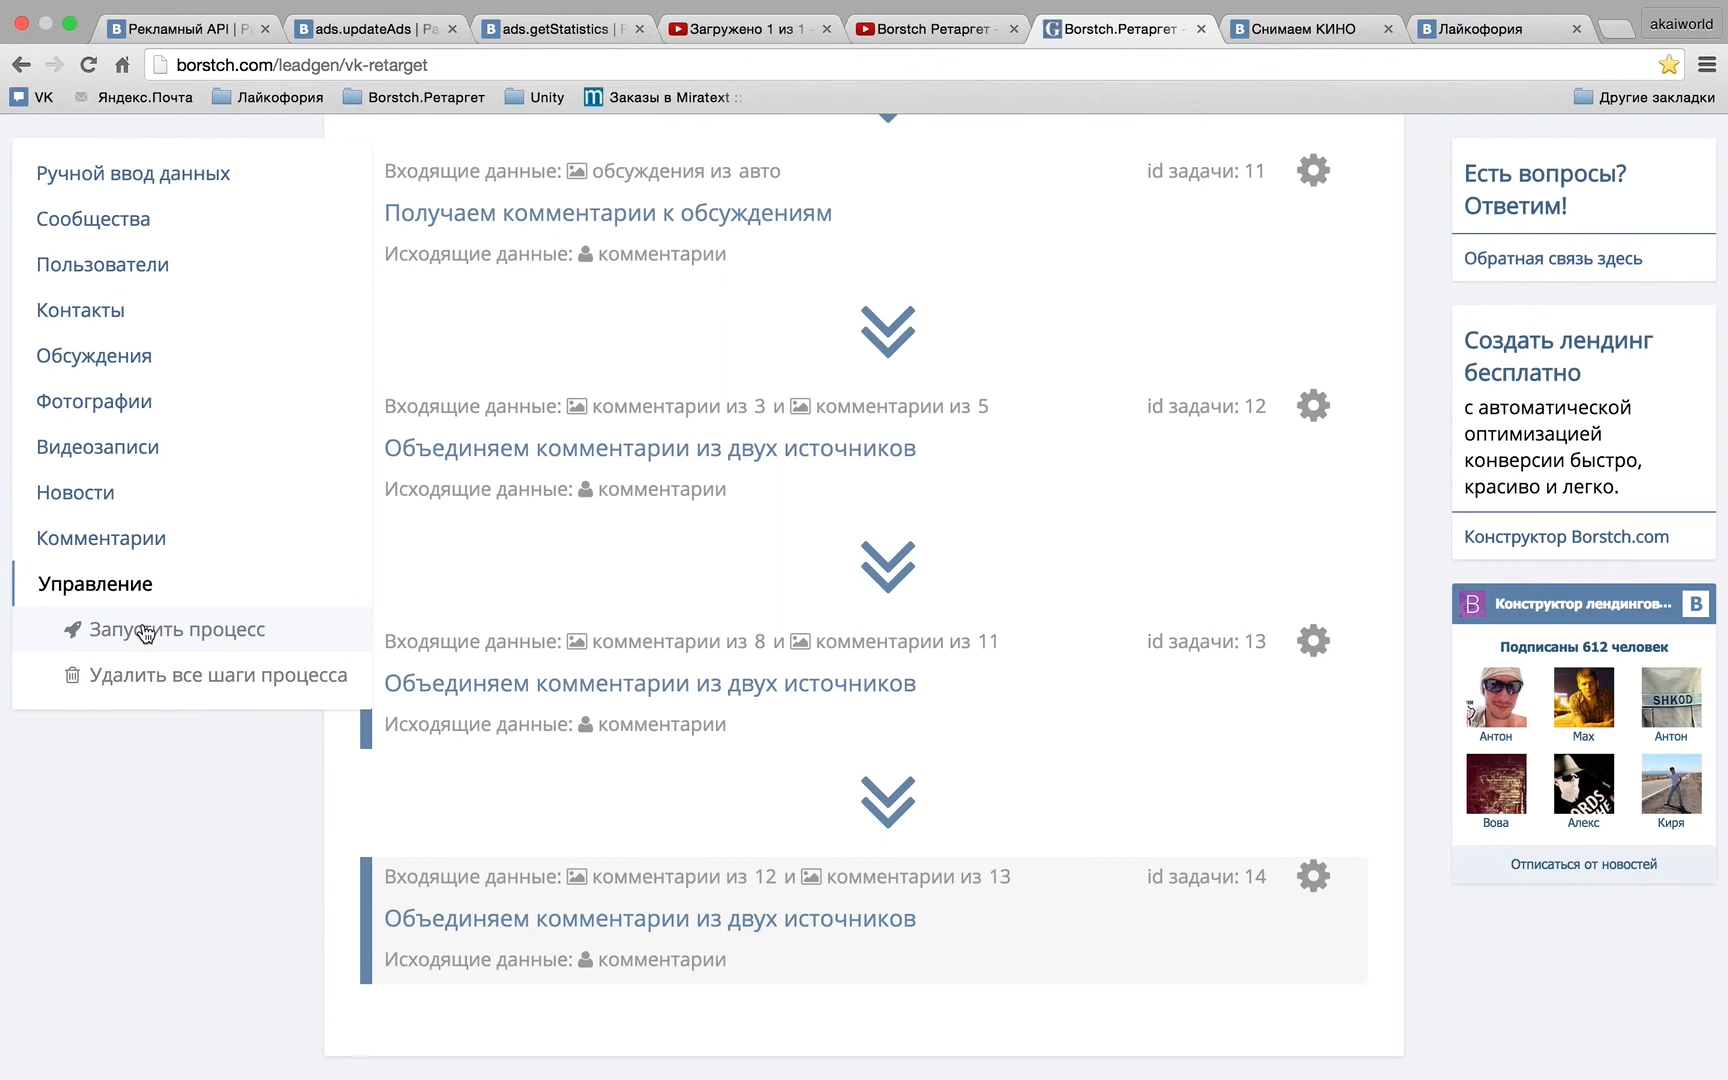 Рекламный API | P
ads.updateAds | Pa
ads.getStatistics | F
Загружено 1 из 1 -
Borstch Ретаргет -
Borstch.Ретаргет -
Снимаем КИНО
Лайкофория
akaiworld
borstch.com/leadgen/vk-retarget
VK
Яндекс.Почта
Лайкофория
Borstch.Ретаргет
Unity
Заказы в Miratext ::
Другие закладки
Ручной ввод данных
Сообщества
Пользователи
Контакты
Обсуждения
Фотографии
Видеозаписи
Новости
Комментарии
Управление
Запустить процесс
Удалить все шаги процесса
Входящие данные: обсуждения из авто
id задачи: 11
Получаем комментарии к обсуждениям
Исходящие данные: комментарии
Входящие данные: комментарии из 3 и комментарии из 5
id задачи: 12
Объединяем комментарии из двух источников
Исходящие данные: комментарии
Входящие данные: комментарии из 8 и комментарии из 11
id задачи: 13
Объединяем комментарии из двух источников
Исходящие данные: комментарии
Входящие данные: комментарии из 12 и комментарии из 13
id задачи: 14
Объединяем комментарии из двух источников
Исходящие данные: комментарии
Есть вопросы?
Ответим!
Обратная связь здесь
Создать лендинг
бесплатно
с автоматической
оптимизацией
конверсии быстро,
красиво и легко.
Конструктор Borstch.com
Конструктор лендингов...
Подписаны 612 человек
SHKOD
Антон
Max
Антон
Вова
Алекс
Киря
Отписаться от новостей